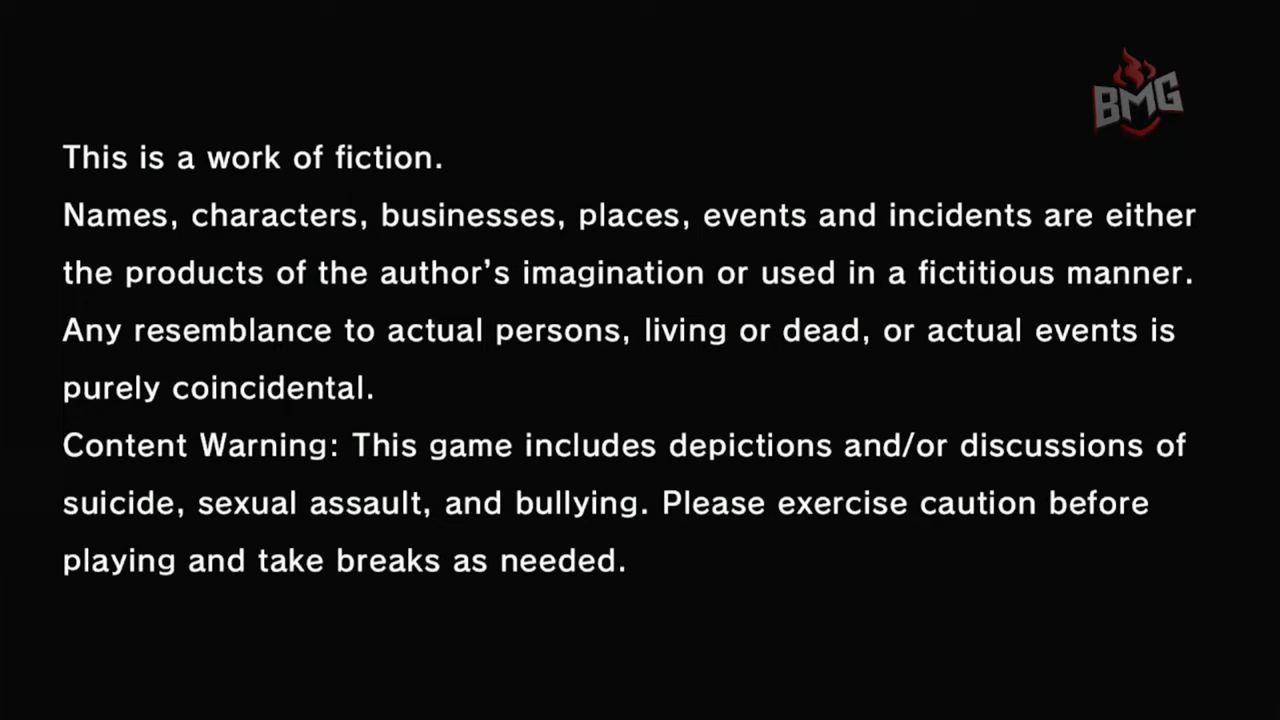 BMG
This is a work of fiction.
Names, characters, businesses, places, events and incidents are either
the products of the author’s imagination or used in a fictitious manner.
Any resemblance to actual persons, living or dead, or actual events is
purely coincidental.
Content Warning: This game includes depictions and/or discussions of
suicide, sexual assault, and bullying. Please exercise caution before
playing and take breaks as needed.